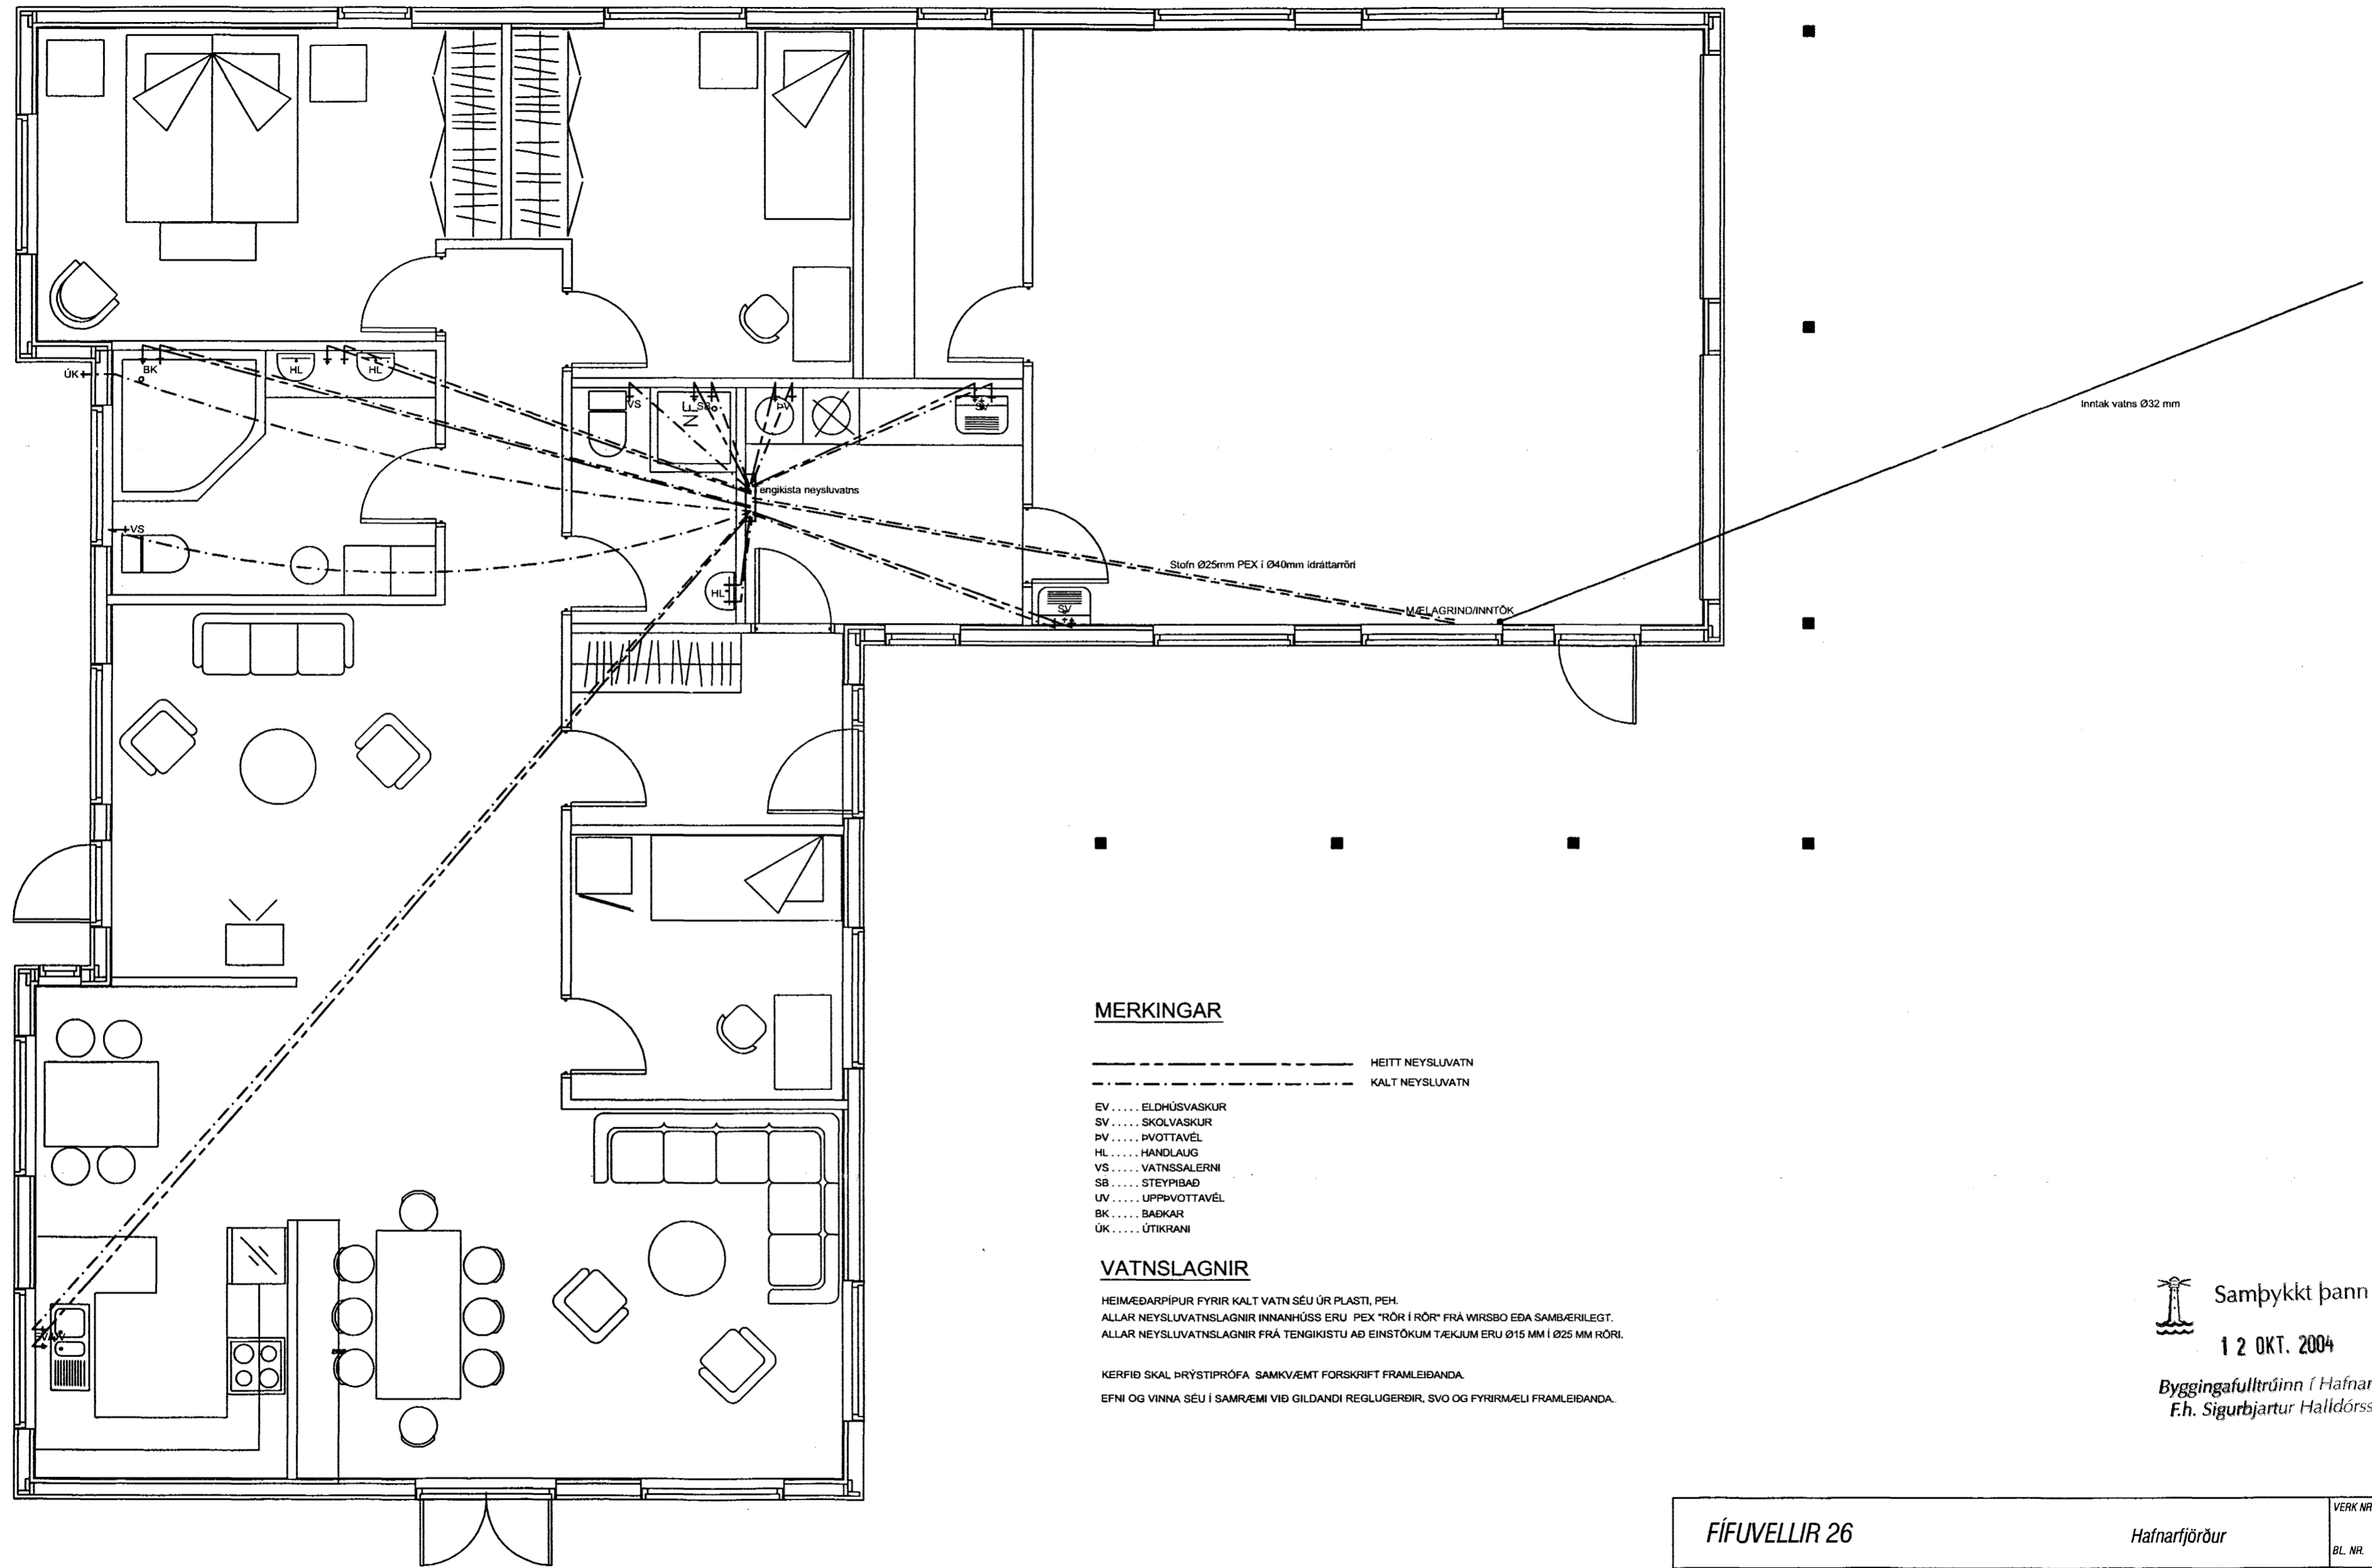 ÚK
BK
HL
HL
VS
NF
SB
ÞV
SV
VS
engikista neysluvatns
HL
SV
Inntak vatns Ø32 mm
Stofn Ø25mm PEX í Ø40mm ídráttarröri
MÆLAGRIND/INNTÖK
MERKINGAR
HEITT NEYSLUVATN
KALT NEYSLUVATN
EV ..... ELDHÚSVASKUR
SV ..... SKOLVASKUR
ÞV ..... ÞVOTTAVÉL
HL ..... HANDLAUG
VS ..... VATNSSALERNI
SB ..... STEYPIBAÐ
UV ..... UPPÞVOTTAVÉL
BK ..... BAÐKAR
ÚK ..... ÚTIKRANI
VATNSLAGNIR
HEIMÆÐARPÍPUR FYRIR KALT VATN SÉU ÚR PLASTI, PEH.
ALLAR NEYSLUVATNSLAGNIR INNANHÚSS ERU PEX "RÖR Í RÖR" FRÁ WIRSBO EÐA SAMBÆRILEGT.
ALLAR NEYSLUVATNSLAGNIR FRÁ TENGIKISTU AÐ EINSTÖKUM TÆKJUM ERU Ø15 MM Í Ø25 MM RÖRI.
KERFIÐ SKAL ÞRÝSTIPRÓFA SAMKVÆMT FORSKRIFT FRAMLEIÐANDA.
EFNI OG VINNA SÉU Í SAMRÆMI VIÐ GILDANDI REGLUGERÐIR, SVO OG FYRIRMÆLI FRAMLEIÐANDA.
Samþykkt þann
1 2 OKT. 2004
Byggingafulltrúinn í Hafnar
F.h. Sigurbjartur Halldórss
FÍFUVELLIR 26
Hafnarfjörður
VERK NR
BL. NR.